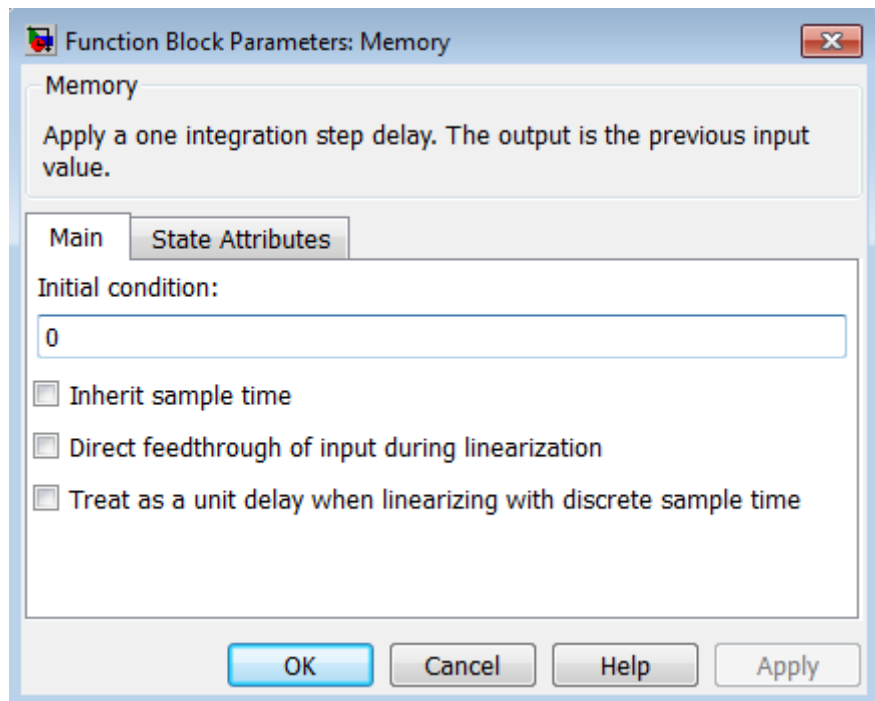 Function Block Parameters: Memory
Memory
Apply a one integration step delay. The output is the previous input
value.
Main
State Attributes
Initial condition:
0
Inherit sample time
Direct feedthrough of input during linearization
Treat as a unit delay when linearizing with discrete sample time
OK
Cancel
Help
Apply